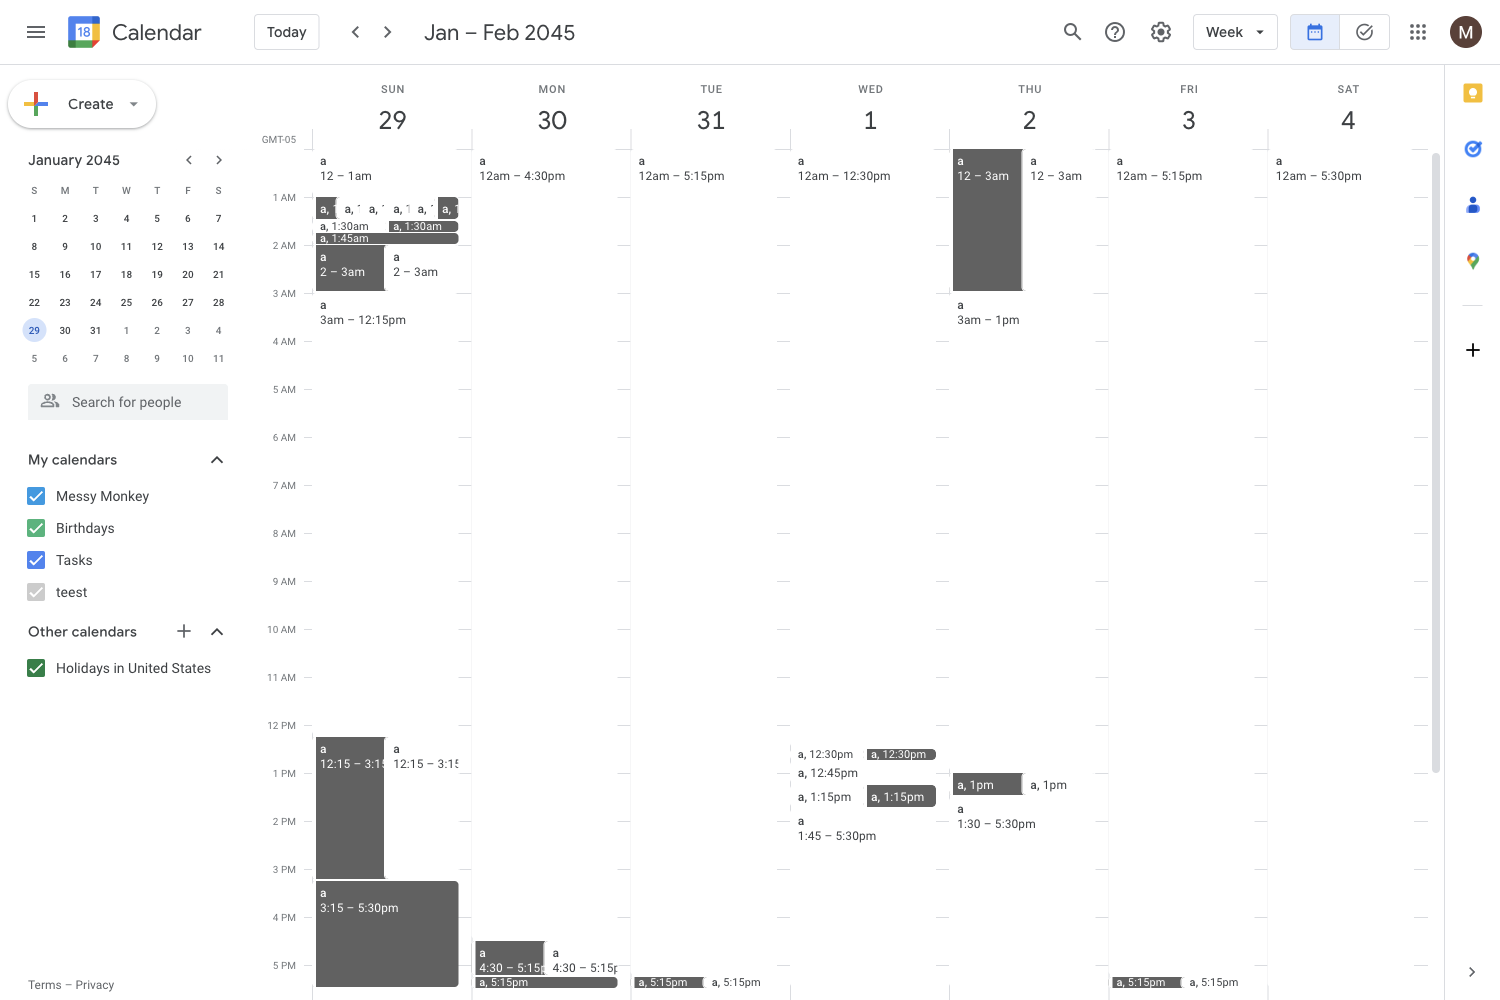 18 Calendar
Today
Jan – Feb 2045
Week
M
Create
January 2045
S M T W T F S
1 2 3 4 5 6 7
8 9 10 11 12 13 14
15 16 17 18 19 20 21
22 23 24 25 26 27 28
29 30 31 1 2 3 4
5 6 7 8 9 10 11
Search for people
My calendars
Messy Monkey
Birthdays
Tasks
teest
Other calendars
Holidays in United States
Terms – Privacy
SUN MON TUE WED THU FRI SAT
29 30 31 1 2 3 4
GMT-05
1 AM
2 AM
3 AM
4 AM
5 AM
6 AM
7 AM
8 AM
9 AM
10 AM
11 AM
12 PM
1 PM
2 PM
3 PM
4 PM
5 PM
a
12 – 1am
a, 1 a, 1 a, 1 a, 1 a, 1 a, 1
a, 1:30am a, 1:30am
a, 1:45am
a a
2 – 3am 2 – 3am
a
3am – 12:15pm
a a
12:15 – 3:15 12:15 – 3:15
a
3:15 – 5:30pm
a
12am – 4:30pm
a a
4:30 – 5:15p 4:30 – 5:15p
a, 5:15pm
a
12am – 5:15pm
a, 5:15pm a, 5:15pm
a
12am – 12:30pm
a, 12:30pm a, 12:30pm
a, 12:45pm
a, 1:15pm a, 1:15pm
a
1:45 – 5:30pm
a a
12 – 3am 12 – 3am
a
3am – 1pm
a, 1pm a, 1pm
a
1:30 – 5:30pm
a
12am – 5:15pm
a, 5:15pm a, 5:15pm
a
12am – 5:30pm